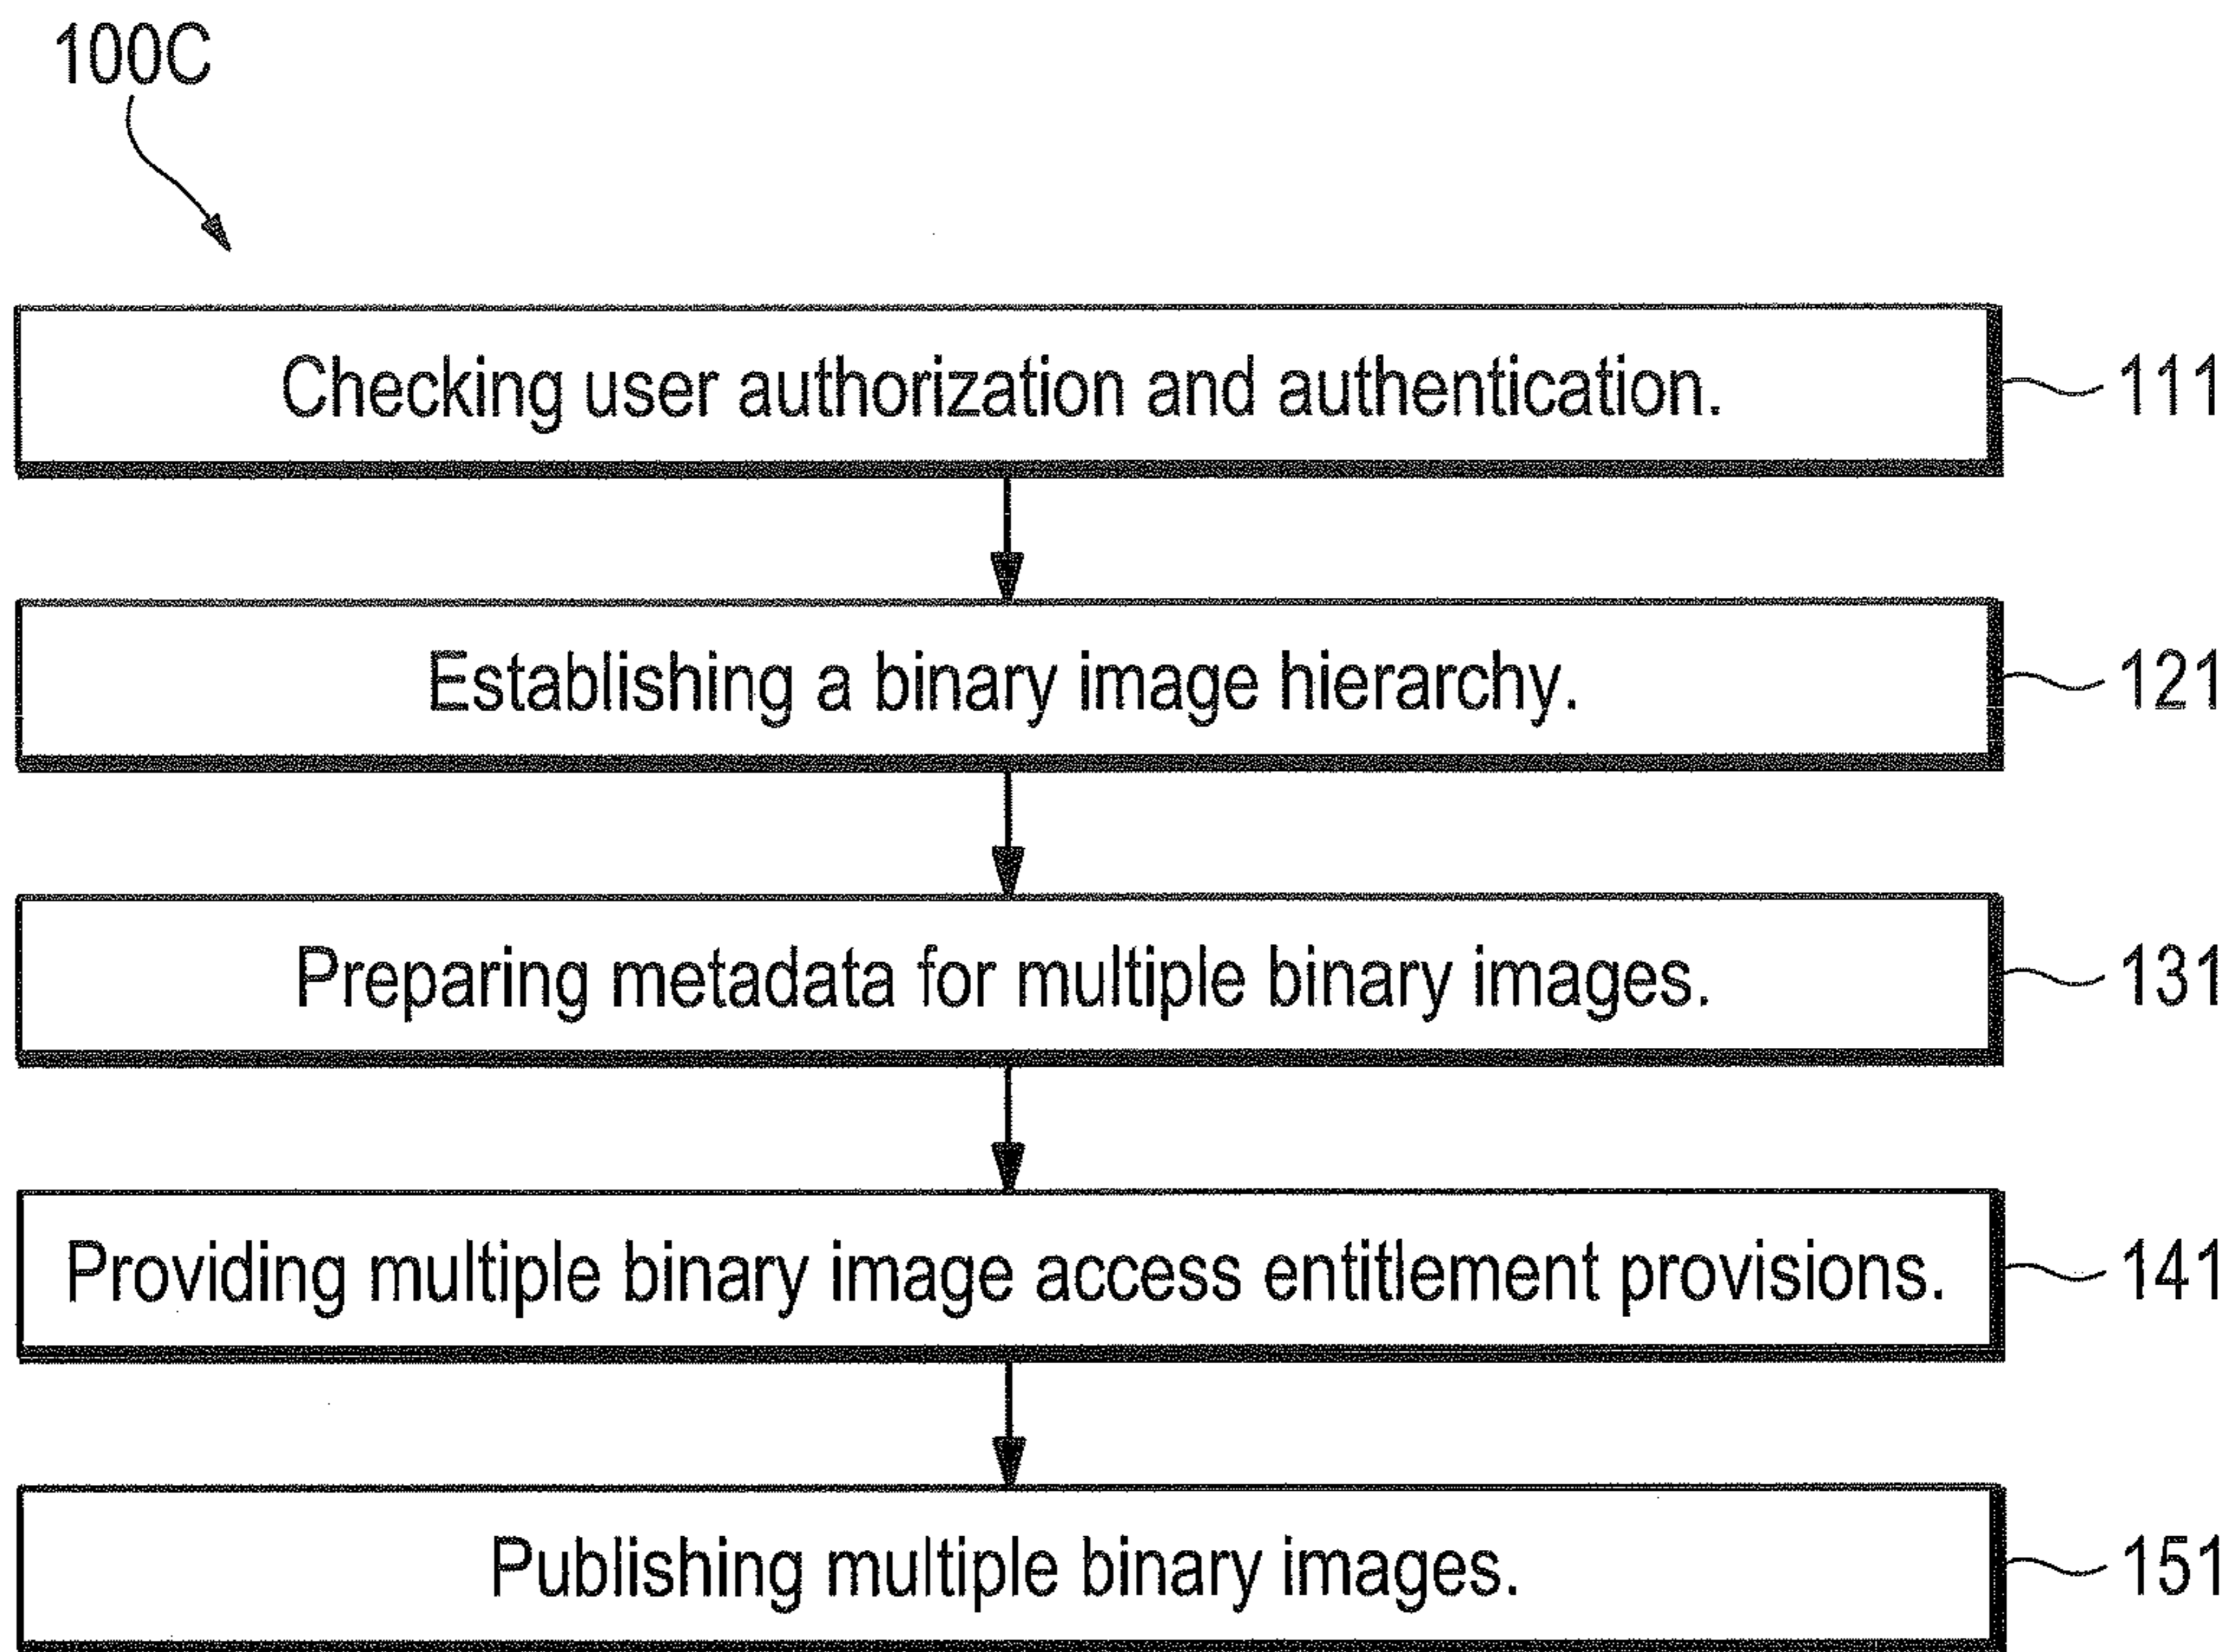 100C
Checking user authorization and authentication.
111
Establishing a binary image hierarchy.
121
Preparing metadata for multiple binary images.
131
Providing multiple binary image access entitlement provisions.
141
Publishing multiple binary images.
151